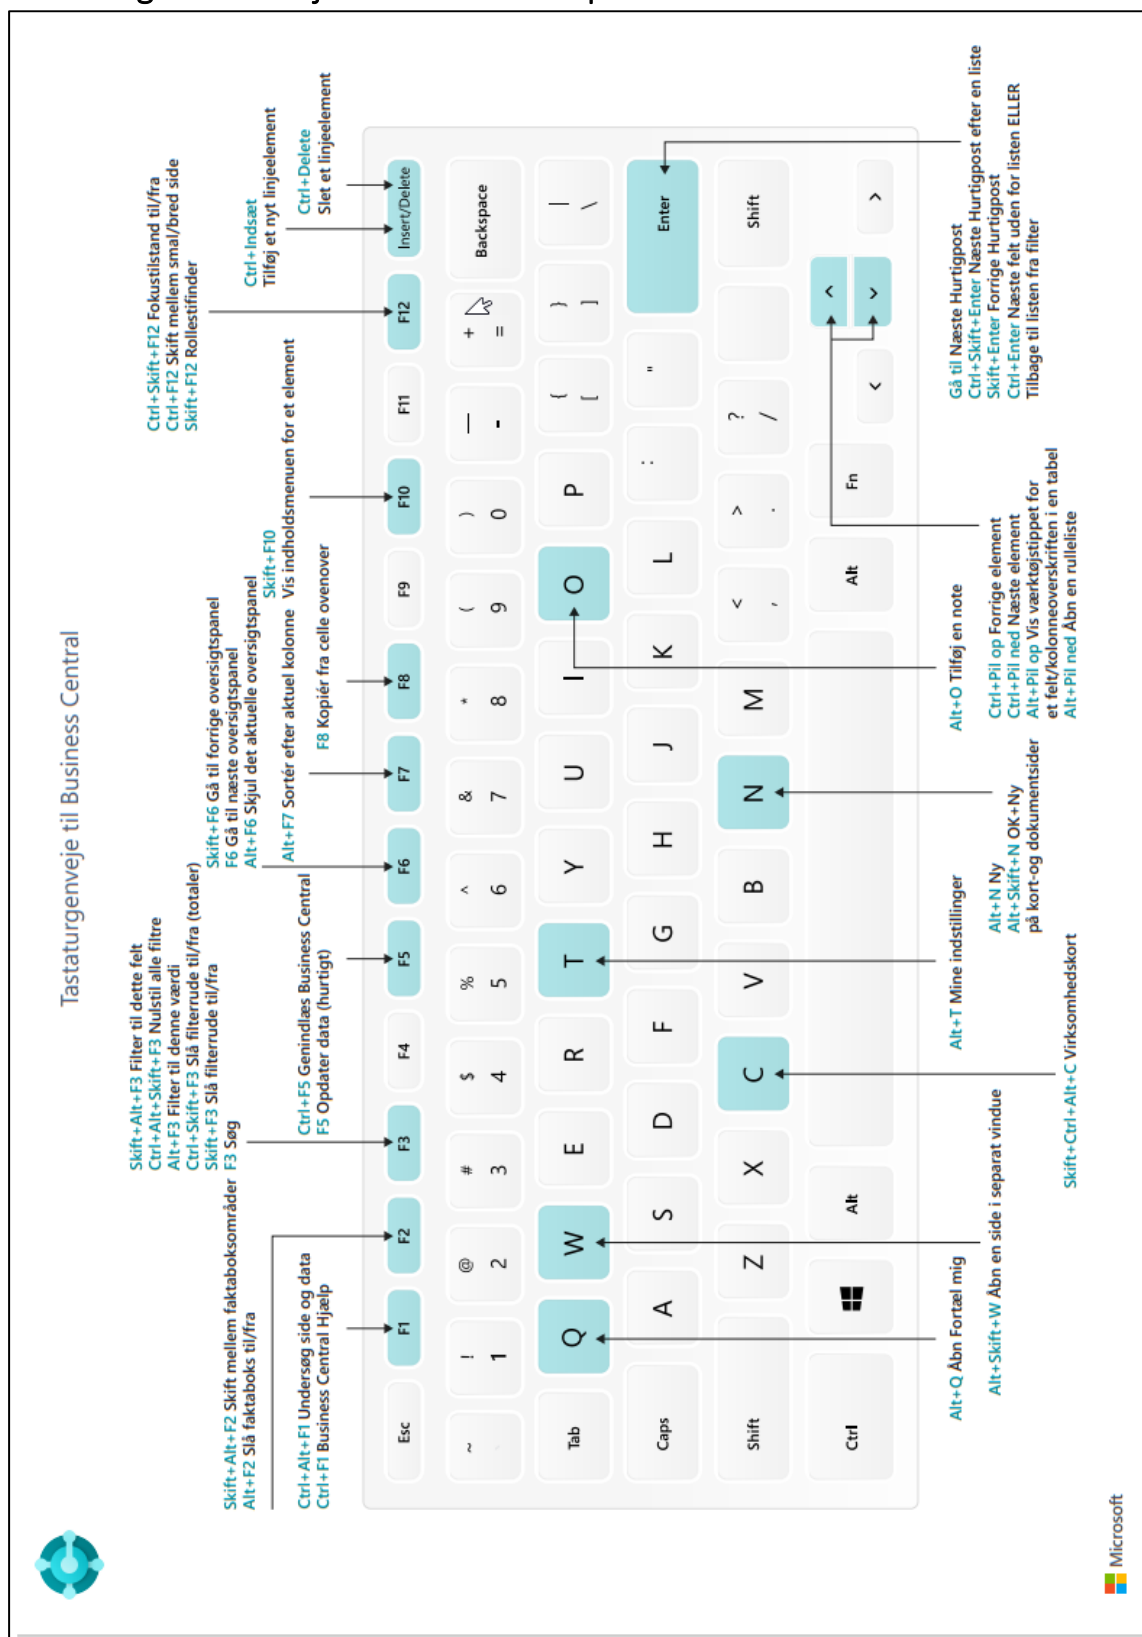 Tastaturgenveje til Business Central
Skift+Alt+F2 Skift mellem faktaboksområder
Alt+F2 Slå faktaboks til/fra
Ctrl+Alt+F1 Undersøg side og data
Ctrl+F1 Business Central Hjælp
Skift+Alt+F3 Filter til dette felt
Ctrl+Alt+Skift+F3 Nulstil alle filtre
Alt+F3 Filter til denne værdi
Ctrl+Skift+F3 Slå filterrude til/fra (totaler)
Skift+F3 Slå filterrude til/fra
F3 Søg
Ctrl+F5 Genindlæs Business Central
F5 Opdater data (hurtigt)
Skift+F6 Gå til forrige oversigtspanel
F6 Gå til næste oversigtspanel
Alt+F6 Skjul det aktuelle oversigtspanel
Alt+F7 Sortér efter aktuel kolonne
F8 Kopiér fra celle ovenover
Skift+F10
Vis indholdsmenuen for et element
Ctrl+Skift+F12 Fokustilstand til/fra
Ctrl+F12 Skift mellem smal/bred side
Skift+F12 Rollestifinder
Ctrl+Indsæt
Tilføj et nyt linjeelement
Ctrl+Delete
Slet et linjeelement
Esc F1 F2 F3 F4 F5 F6 F7 F8 F9 F10 F11 F12 Insert/Delete
~ ! @ # $ % ^ & * ( ) — +
` 1 2 3 4 5 6 7 8 9 0 - = Backspace
Tab Q W E R T Y U I O P { [ } ] | \
Caps A S D F G H J K L : " Enter
Shift Z X C V B N M < , > . ? / Shift
Ctrl Alt Alt Fn < ^ v >
Alt+Q Åbn Fortæl mig
Alt+Skift+W Åbn en side i separat vindue
Skift+Ctrl+Alt+C Virksomhedskort
Alt+T Mine indstillinger
Alt+N Ny
Alt+Skift+N OK+Ny
på kort-og dokumentsider
Alt+O Tilføj en note
Ctrl+Pil op Forrige element
Ctrl+Pil ned Næste element
Alt+Pil op Vis værktøjstippet for
et felt/kolonneoverskriften i en tabel
Alt+Pil ned Åbn en rulleliste
Gå til Næste Hurtigpost
Ctrl+Skift+Enter Næste Hurtigpost efter en liste
Skift+Enter Forrige Hurtigpost
Ctrl+Enter Næste felt uden for listen ELLER
Tilbage til listen fra filter
Microsoft